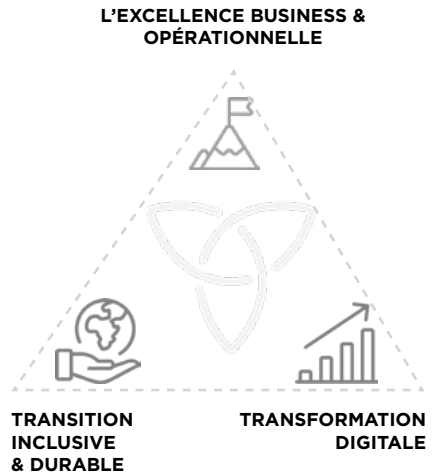 L'EXCELLENCE BUSINESS &
OPÉRATIONNELLE
TRANSITION
INCLUSIVE
& DURABLE
TRANSFORMATION
DIGITALE